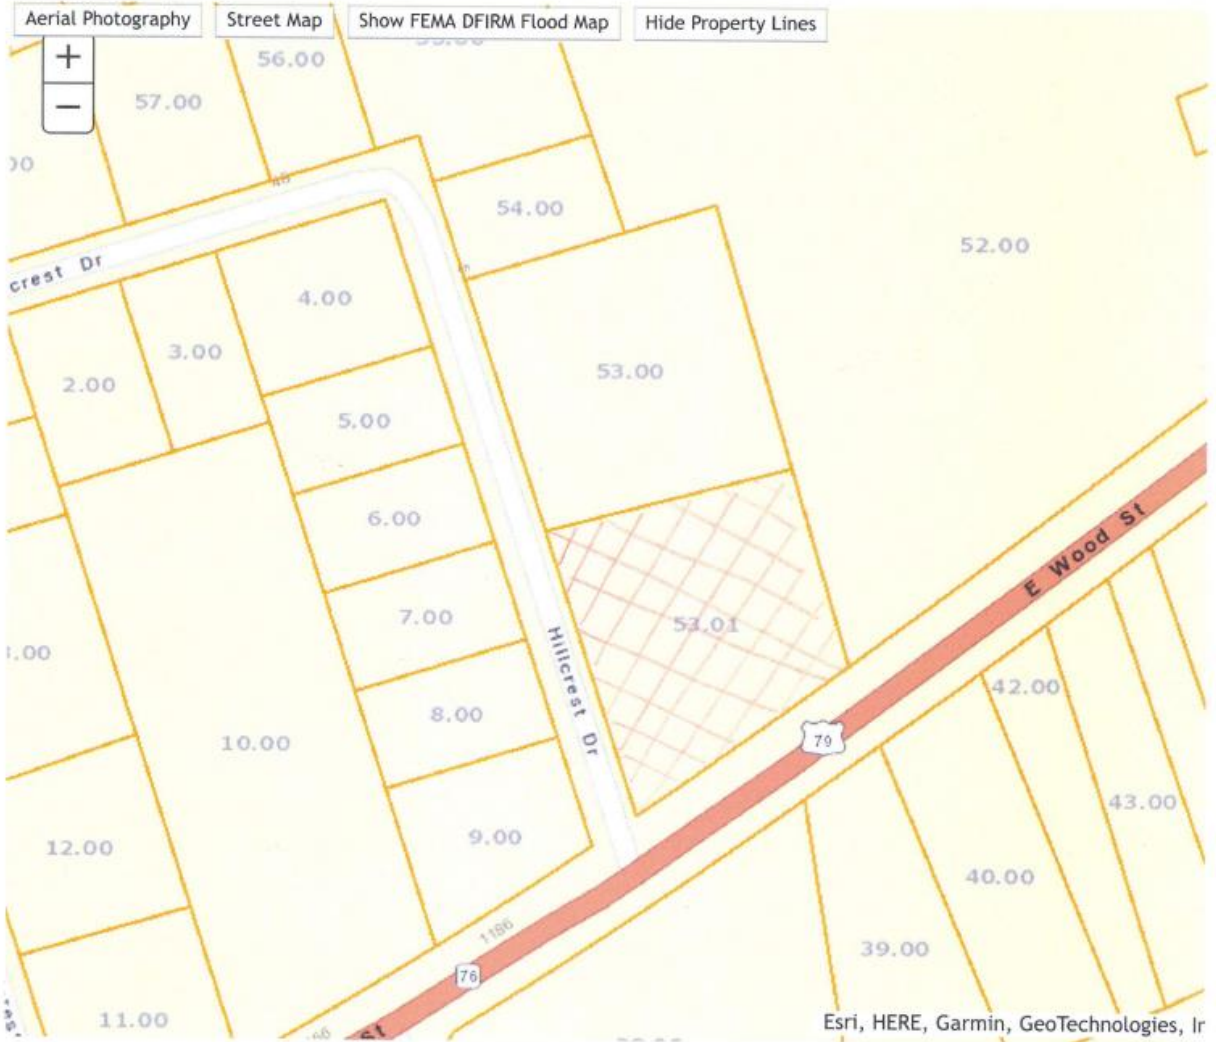 Aerial Photography
Street Map
Show FEMA DFIRM Flood Map
Hide Property Lines
+
−
56.00
57.00
54.00
52.00
crest Dr
4.00
3.00
2.00
53.00
5.00
6.00
E Wood St
7.00
53.01
Hillcrest Dr
8.00
42.00
10.00
79
43.00
9.00
12.00
40.00
1186
39.00
76
11.00
St
Esri, HERE, Garmin, GeoTechnologies, Ir